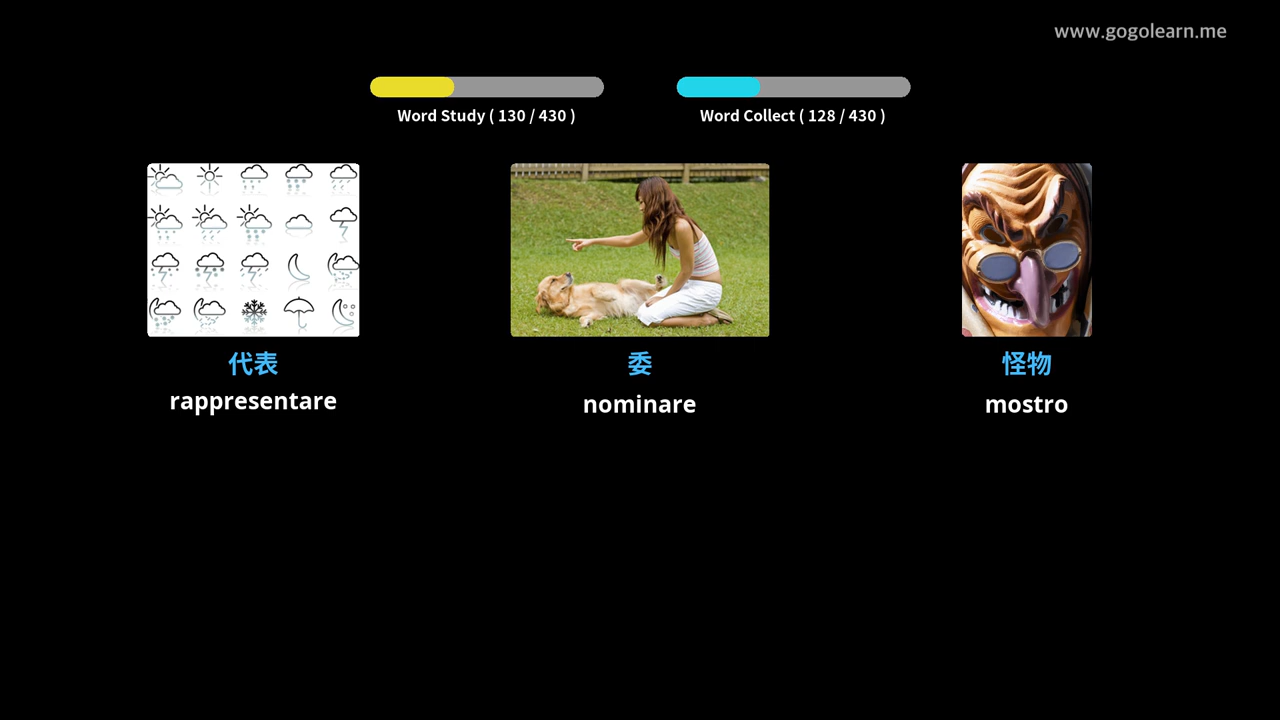 www.gogolearn.me
Word Study ( 130 / 430 )
Word Collect ( 128 / 430 )
代表
rappresentare
委
nominare
怪物
mostro